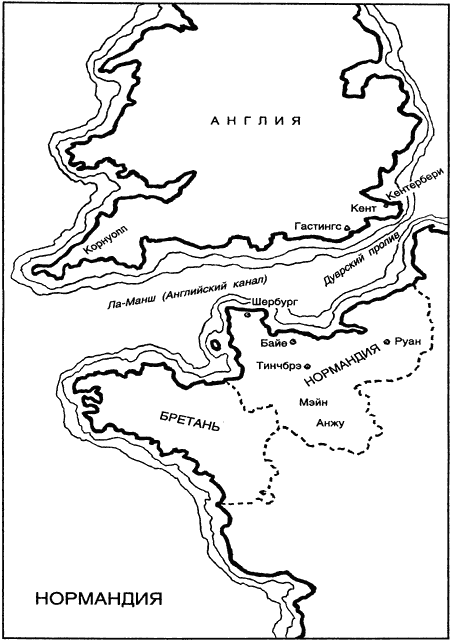 АНГЛИЯ
Кентербери
Кент
Гастингс
Корнуолл
Дуврский пролив
Ла-Манш (Английский канал)
Шербург
Байе
Руан
Тинчбрэ
НОРМАНДИЯ
Мэйн
Анжу
БРЕТАНЬ
НОРМАНДИЯ